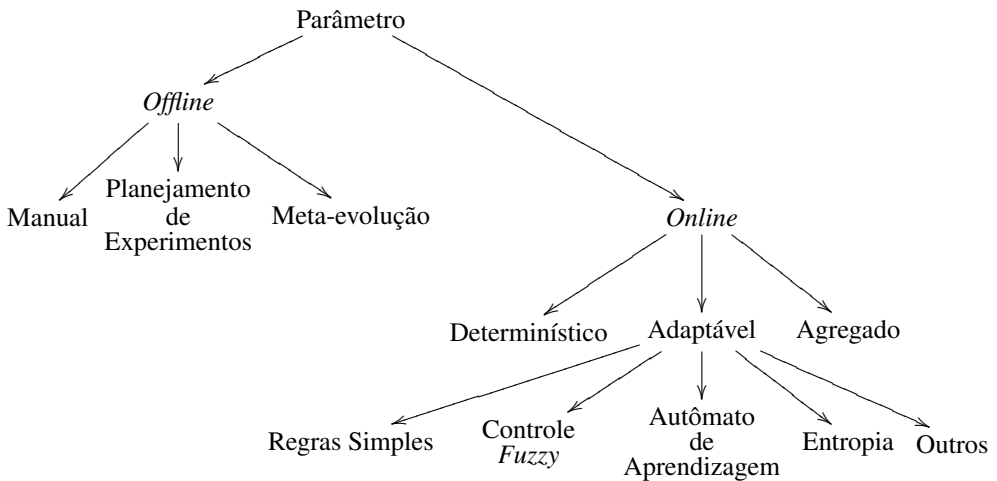 Parâmetro
Offline
Manual
Planejamento
de
Experimentos
Meta-evolução
Online
Determinístico
Adaptável
Agregado
Regras Simples
Controle
Fuzzy
Autômato
de
Aprendizagem
Entropia
Outros